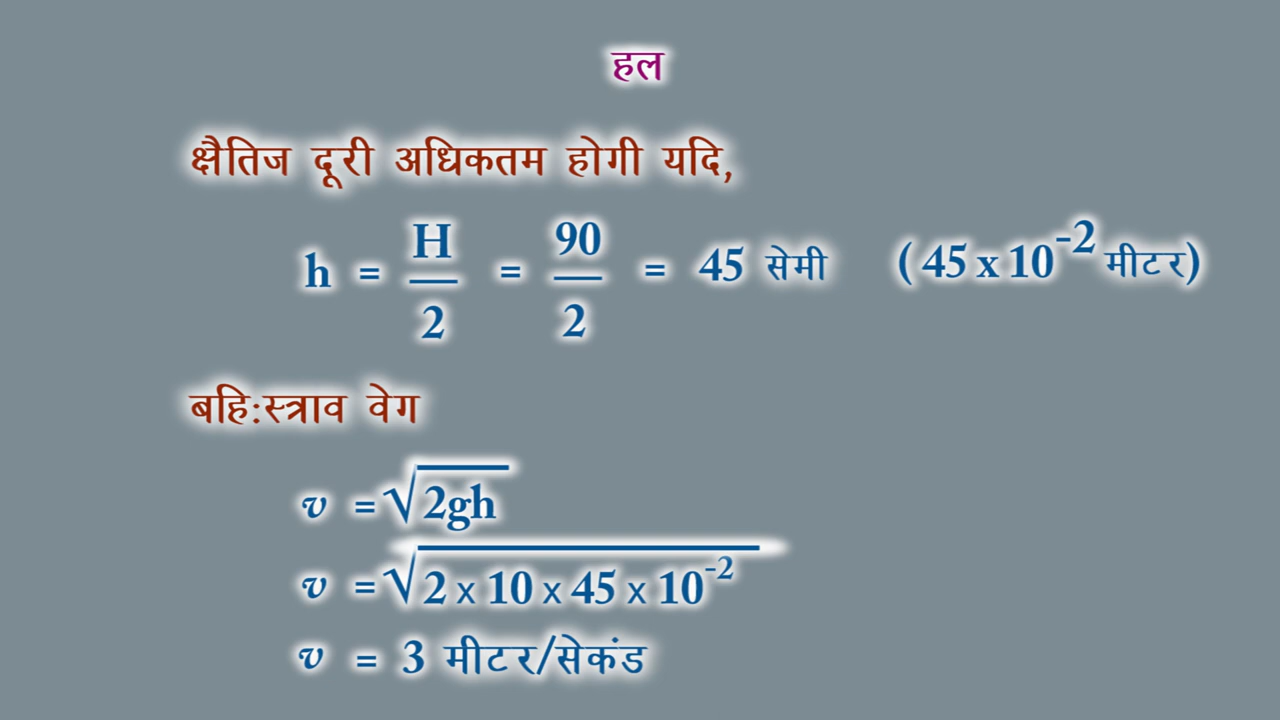 हल
क्षैतिज दूरी अधिकतम होगी यदि,
h = H/2 = 90/2 = 45 सेमी (45 x 10⁻² मीटर)
बहि:स्त्राव वेग
v = √2gh
v = √2 x 10 x 45 x 10⁻²
v = 3 मीटर/सेकंड